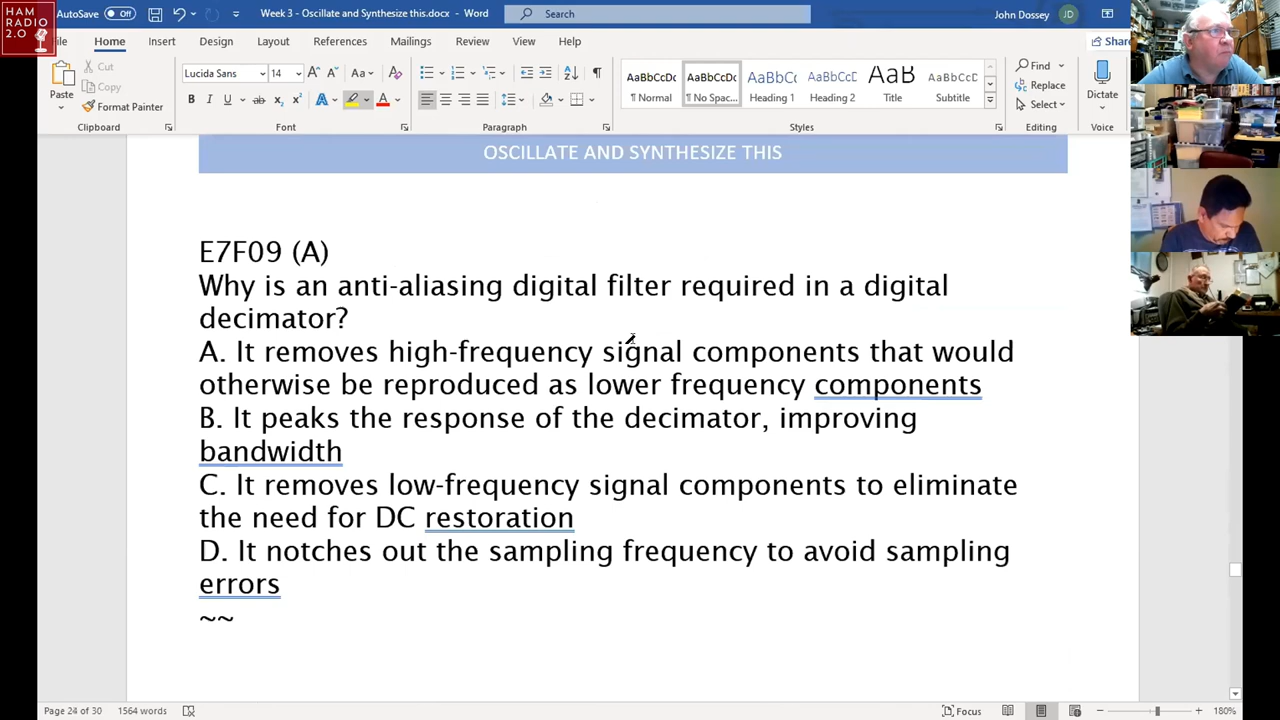 HAM
RADIO
2.0
AutoSave Off
Week 3 - Oscillate and Synthesize this.docx - Word
Search
John Dossey JD
ile Home Insert Design Layout References Mailings Review View Help Share
Paste
Cut
Copy
Format Painter
Clipboard
Lucida Sans 14
Font
Paragraph
AaBbCcDc AaBbCcDc AaBbCcD AaBbCcD AaB AaBbCcD
¶ Normal ¶ No Spac... Heading 1 Heading 2 Title Subtitle
Styles
Find
Replace
Select
Editing
Dictate
Voice
OSCILLATE AND SYNTHESIZE THIS
E7F09 (A)
Why is an anti-aliasing digital filter required in a digital
decimator?
A. It removes high-frequency signal components that would
otherwise be reproduced as lower frequency components
B. It peaks the response of the decimator, improving
bandwidth
C. It removes low-frequency signal components to eliminate
the need for DC restoration
D. It notches out the sampling frequency to avoid sampling
errors
~~
Page 24 of 30 1564 words Focus 180%